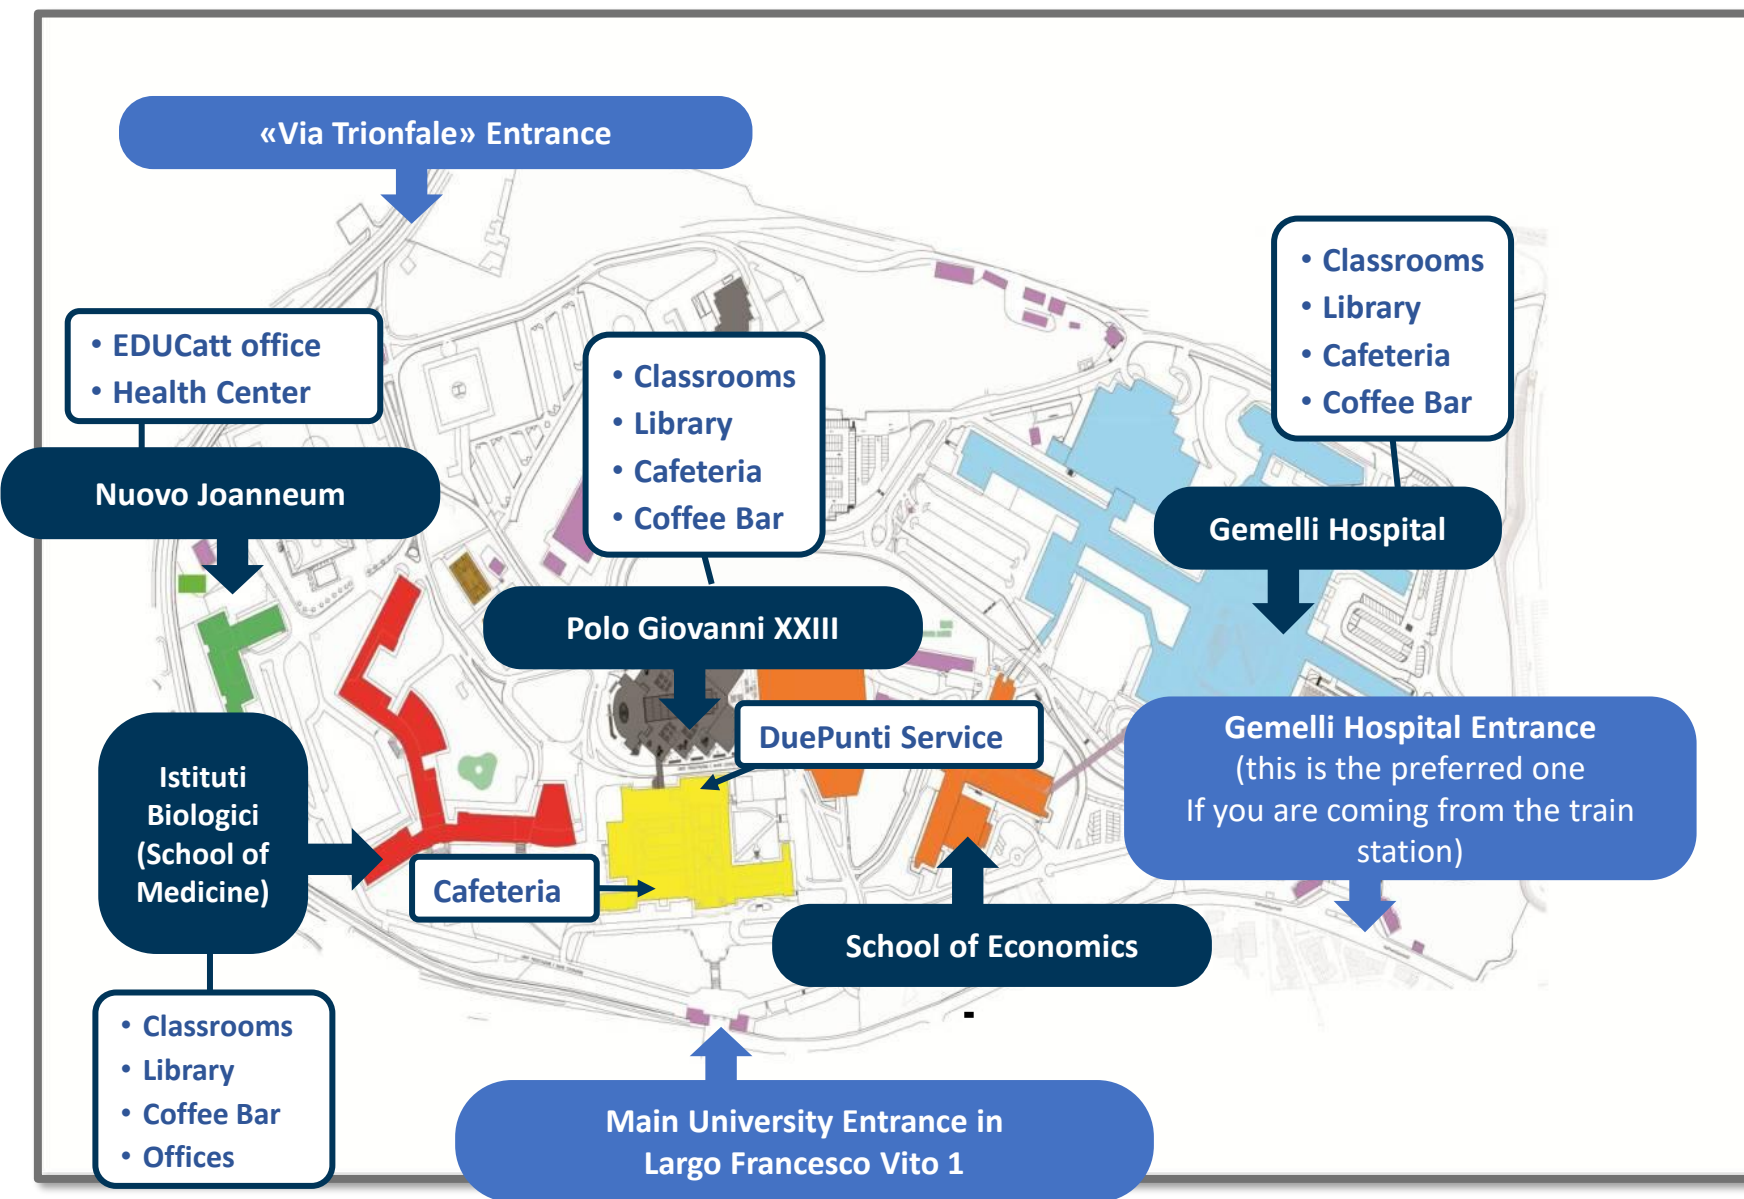 «Via Trionfale» Entrance
• EDUCatt office
• Health Center
Nuovo Joanneum
• Classrooms
• Library
• Cafeteria
• Coffee Bar
Polo Giovanni XXIII
• Classrooms
• Library
• Cafeteria
• Coffee Bar
Gemelli Hospital
DuePunti Service
Gemelli Hospital Entrance
(this is the preferred one
If you are coming from the train
station)
Istituti
Biologici
(School of
Medicine)
Cafeteria
School of Economics
• Classrooms
• Library
• Coffee Bar
• Offices
Main University Entrance in
Largo Francesco Vito 1